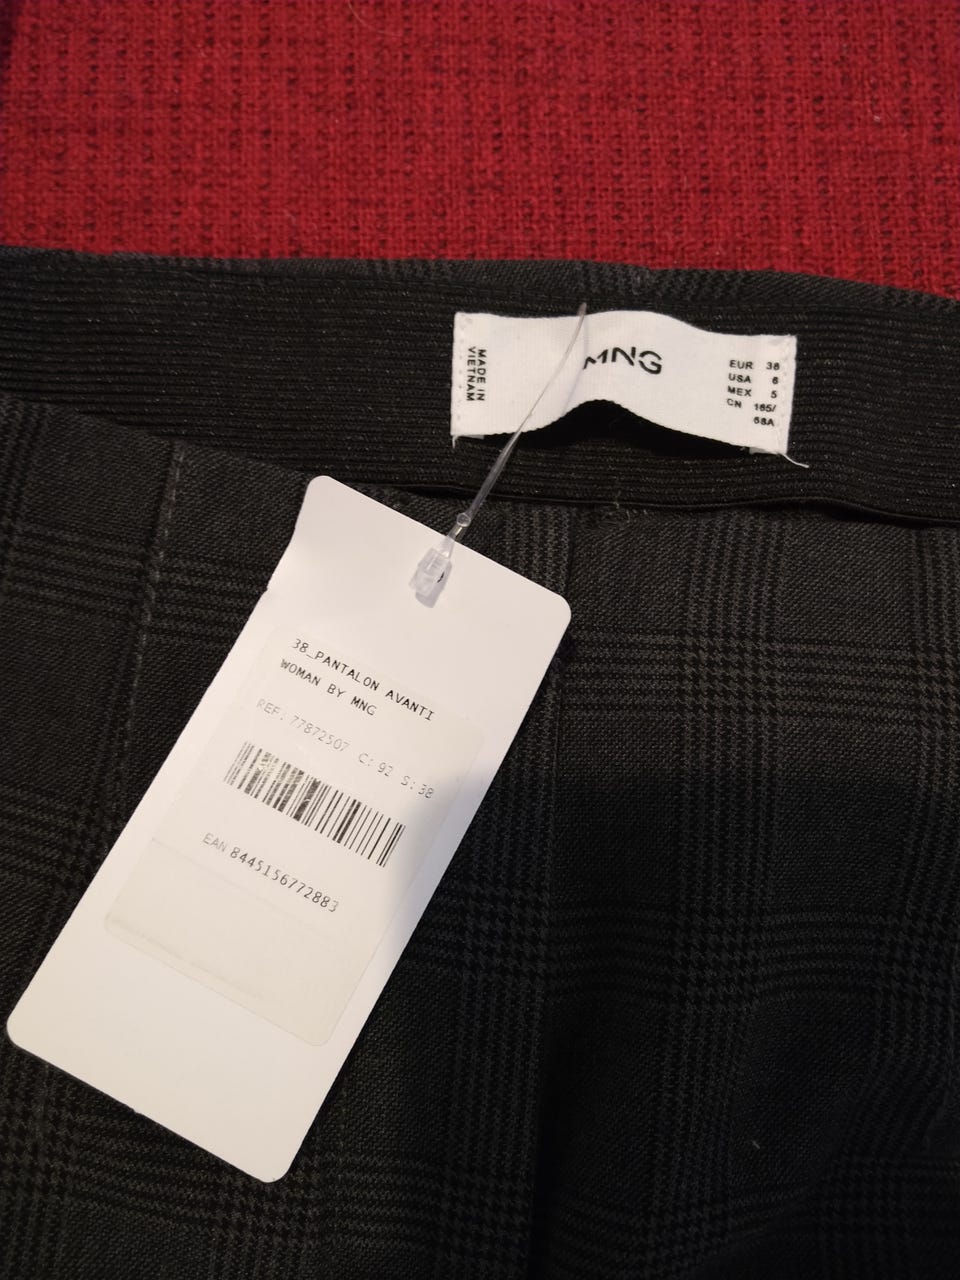 MADE IN
VIETNAM
MNG
EUR 38
USA 6
MEX 5
CN 165/
68A
38_PANTALON AVANTI
WOMAN BY MNG
REF: 77872507 C: 92 S: 38
EAN 8445156772883